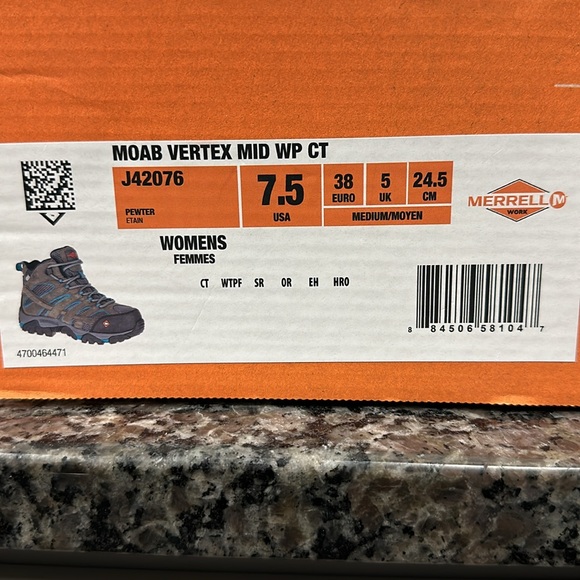 MOAB VERTEX MID WP CT
J42076
PEWTER
ETAIN
7.5
USA
38
EURO
5
UK
24.5
CM
MEDIUM/MOYEN
MERRELL M
WORK
WOMENS
FEMMES
CT WTPF SR OR EH HRO
4700464471
8 84506 58104 7